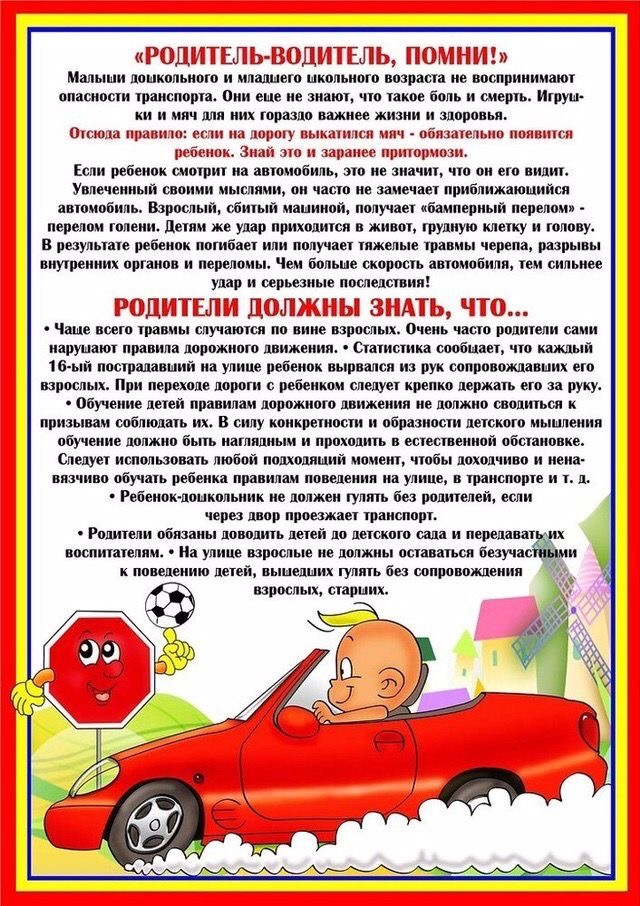 «РОДИТЕЛЬ-ВОДИТЕЛЬ, ПОМНИ!»
Малыши дошкольного и младшего школьного возраста не воспринимают
опасности транспорта. Они еще не знают, что такое боль и смерть. Игруш-
ки и мяч для них гораздо важнее жизни и здоровья.
Отсюда правило: если на дорогу выкатился мяч - обязательно появится
ребенок. Знай это и заранее притормози.
Если ребенок смотрит на автомобиль, это не значит, что он его видит.
Увлеченный своими мыслями, он часто не замечает приближающийся
автомобиль. Взрослый, сбитый машиной, получает «бамперный перелом» -
перелом голени. Детям же удар приходится в живот, грудную клетку и голову.
В результате ребенок погибает или получает тяжелые травмы черепа, разрывы
внутренних органов и переломы. Чем больше скорость автомобиля, тем сильнее
удар и серьезные последствия!
РОДИТЕЛИ ДОЛЖНЫ ЗНАТЬ, ЧТО...
• Чаще всего травмы случаются по вине взрослых. Очень часто родители сами
нарушают правила дорожного движения. • Статистика сообщает, что каждый
16-ый пострадавший на улице ребенок вырвался из рук сопровождавших его
взрослых. При переходе дороги с ребенком следует крепко держать его за руку.
• Обучение детей правилам дорожного движения не должно сводиться к
призывам соблюдать их. В силу конкретности и образности детского мышления
обучение должно быть наглядным и проходить в естественной обстановке.
Следует использовать любой подходящий момент, чтобы доходчиво и нена-
вязчиво обучать ребенка правилам поведения на улице, в транспорте и т. д.
• Ребенок-дошкольник не должен гулять без родителей, если
через двор проезжает транспорт.
• Родители обязаны доводить детей до детского сада и передавать их
воспитателям. • На улице взрослые не должны оставаться безучастными
к поведению детей, вышедших гулять без сопровождения
взрослых, старших.